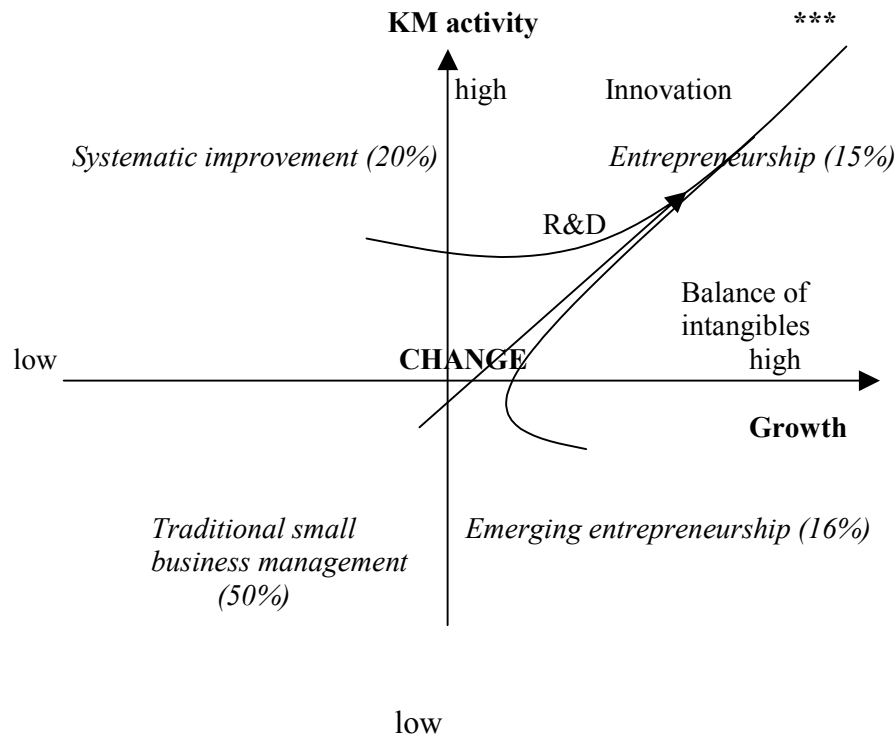 KM activity
***
high
Innovation
Systematic improvement (20%)
Entrepreneurship (15%)
R&D
Balance of
intangibles
low
CHANGE
high
Growth
Traditional small
business management
(50%)
Emerging entrepreneurship (16%)
low